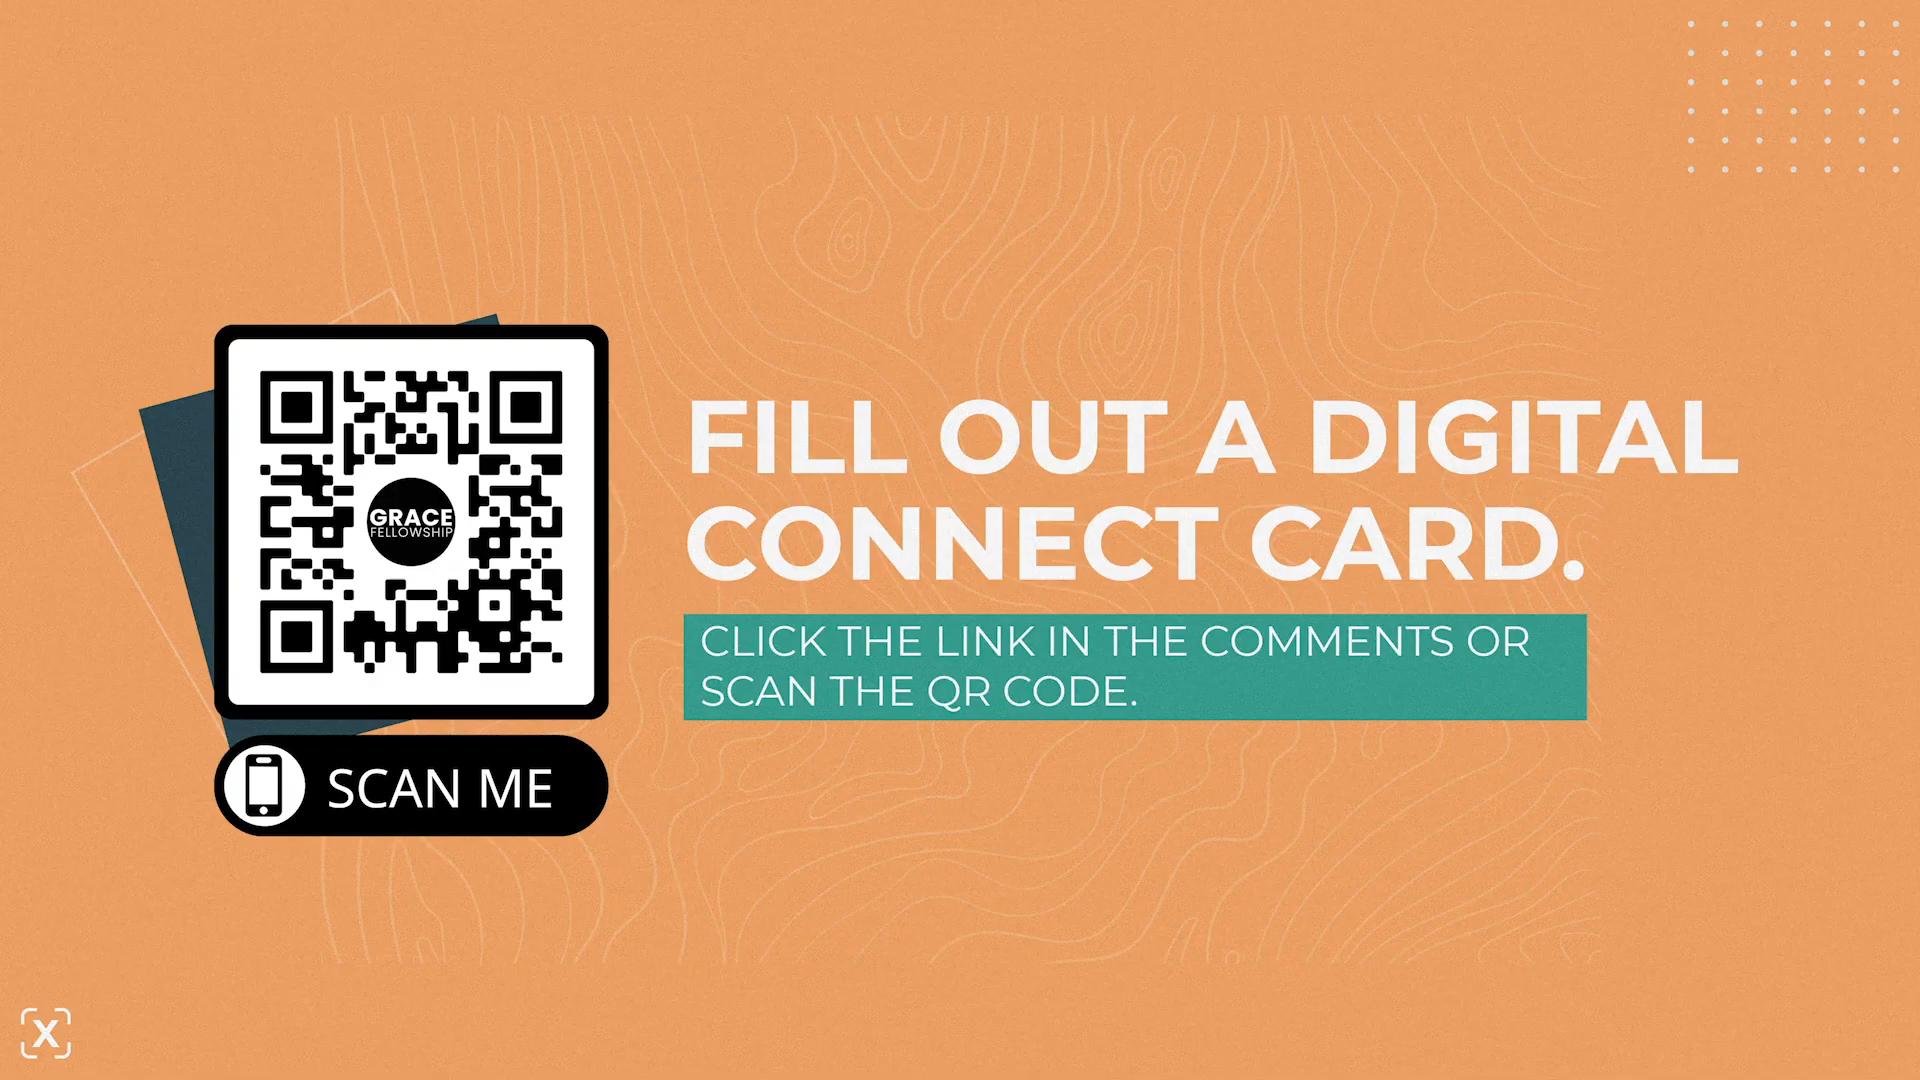 GRACE
FELLOWSHIP
SCAN ME
FILL OUT A DIGITAL
CONNECT CARD.
CLICK THE LINK IN THE COMMENTS OR
SCAN THE QR CODE.
X